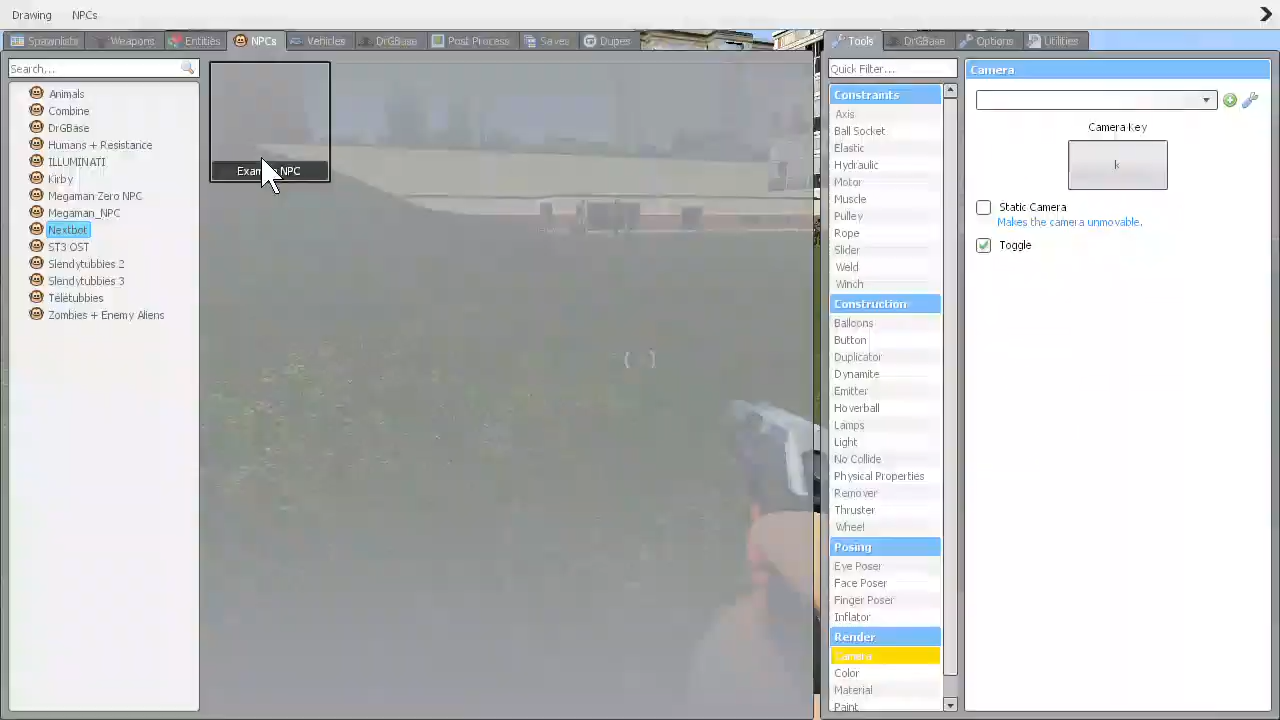 Drawing NPCs
Spawnlists Weapons Entities NPCs Vehicles DrGBase Post Process Saves Dupes
Search...
Animals
Combine
DrGBase
Humans + Resistance
ILLUMINATI
Kirby
Megaman Zero NPC
Megaman_NPC
Nextbot
ST3 OST
Slendytubbies 2
Slendytubbies 3
Teletubbies
Zombies + Enemy Aliens
NPC
Tools DrGBase Options Utilities
Quick Filter...
Constraints
Axis
Ball Socket
Elastic
Hydraulic
Motor
Muscle
Pulley
Rope
Slider
Weld
Winch
Construction
Balloons
Button
Duplicator
Dynamite
Emitter
Hoverball
Lamps
Light
No Collide
Physical Properties
Remover
Thruster
Wheel
Posing
Eye Poser
Face Poser
Finger Poser
Inflator
Render
Camera
Color
Material
Paint
Camera
Camera Key
k
Static Camera
Makes the camera unmovable.
Toggle